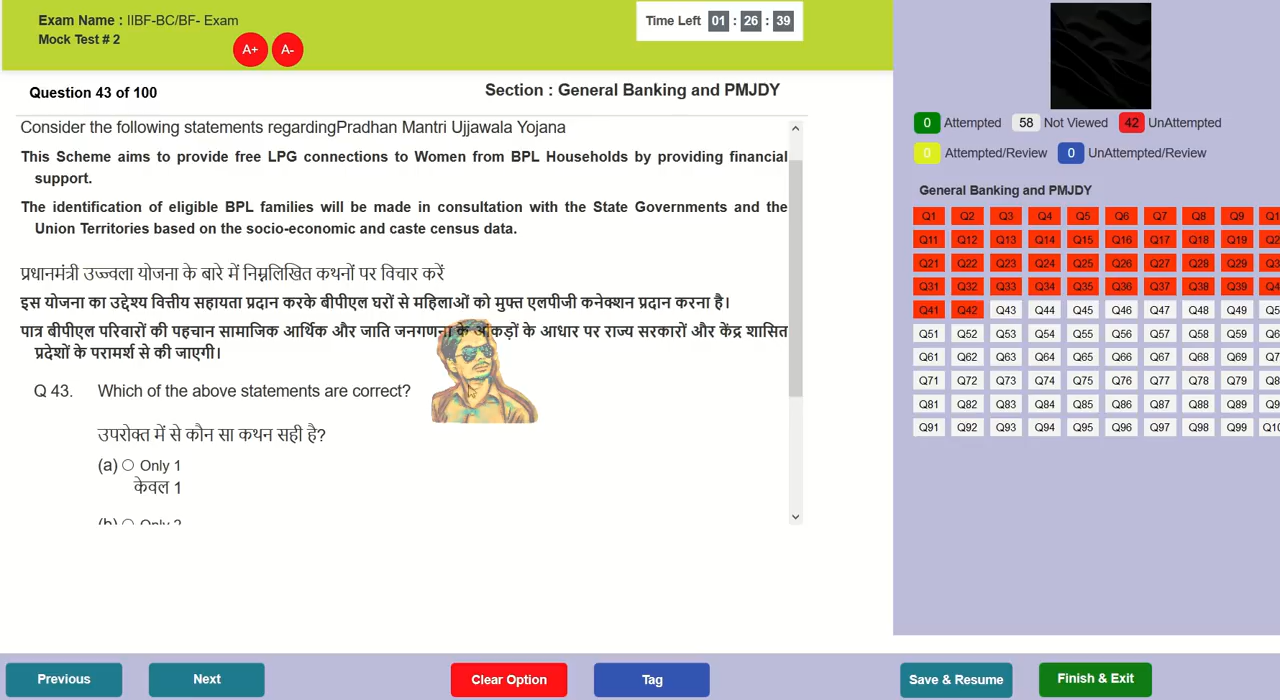 Exam Name : IIBF-BC/BF- Exam
Mock Test # 2
A+ A-
Time Left 01 : 26 : 39
Question 43 of 100
Section : General Banking and PMJDY
Consider the following statements regardingPradhan Mantri Ujjawala Yojana
This Scheme aims to provide free LPG connections to Women from BPL Households by providing financial
support.
The identification of eligible BPL families will be made in consultation with the State Governments and the
Union Territories based on the socio-economic and caste census data.
प्रधानमंत्री उज्ज्वला योजना के बारे में निम्नलिखित कथनों पर विचार करें
इस योजना का उद्देश्य वित्तीय सहायता प्रदान करके बीपीएल घरों से महिलाओं को मुफ्त एलपीजी कनेक्शन प्रदान करना है।
पात्र बीपीएल परिवारों की पहचान सामाजिक आर्थिक और जाति जनगणना के आंकड़ों के आधार पर राज्य सरकारों और केंद्र शासित
प्रदेशों के परामर्श से की जाएगी।
Q 43. Which of the above statements are correct?
उपरोक्त में से कौन सा कथन सही है?
(a) Only 1
केवल 1
(b) Only 2
0 Attempted 58 Not Viewed 42 UnAttempted
0 Attempted/Review 0 UnAttempted/Review
General Banking and PMJDY
Q1 Q2 Q3 Q4 Q5 Q6 Q7 Q8 Q9
Q11 Q12 Q13 Q14 Q15 Q16 Q17 Q18 Q19
Q21 Q22 Q23 Q24 Q25 Q26 Q27 Q28 Q29
Q31 Q32 Q33 Q34 Q35 Q36 Q37 Q38 Q39
Q41 Q42 Q43 Q44 Q45 Q46 Q47 Q48 Q49
Q51 Q52 Q53 Q54 Q55 Q56 Q57 Q58 Q59
Q61 Q62 Q63 Q64 Q65 Q66 Q67 Q68 Q69
Q71 Q72 Q73 Q74 Q75 Q76 Q77 Q78 Q79
Q81 Q82 Q83 Q84 Q85 Q86 Q87 Q88 Q89
Q91 Q92 Q93 Q94 Q95 Q96 Q97 Q98 Q99
Previous Next Clear Option Tag Save & Resume Finish & Exit